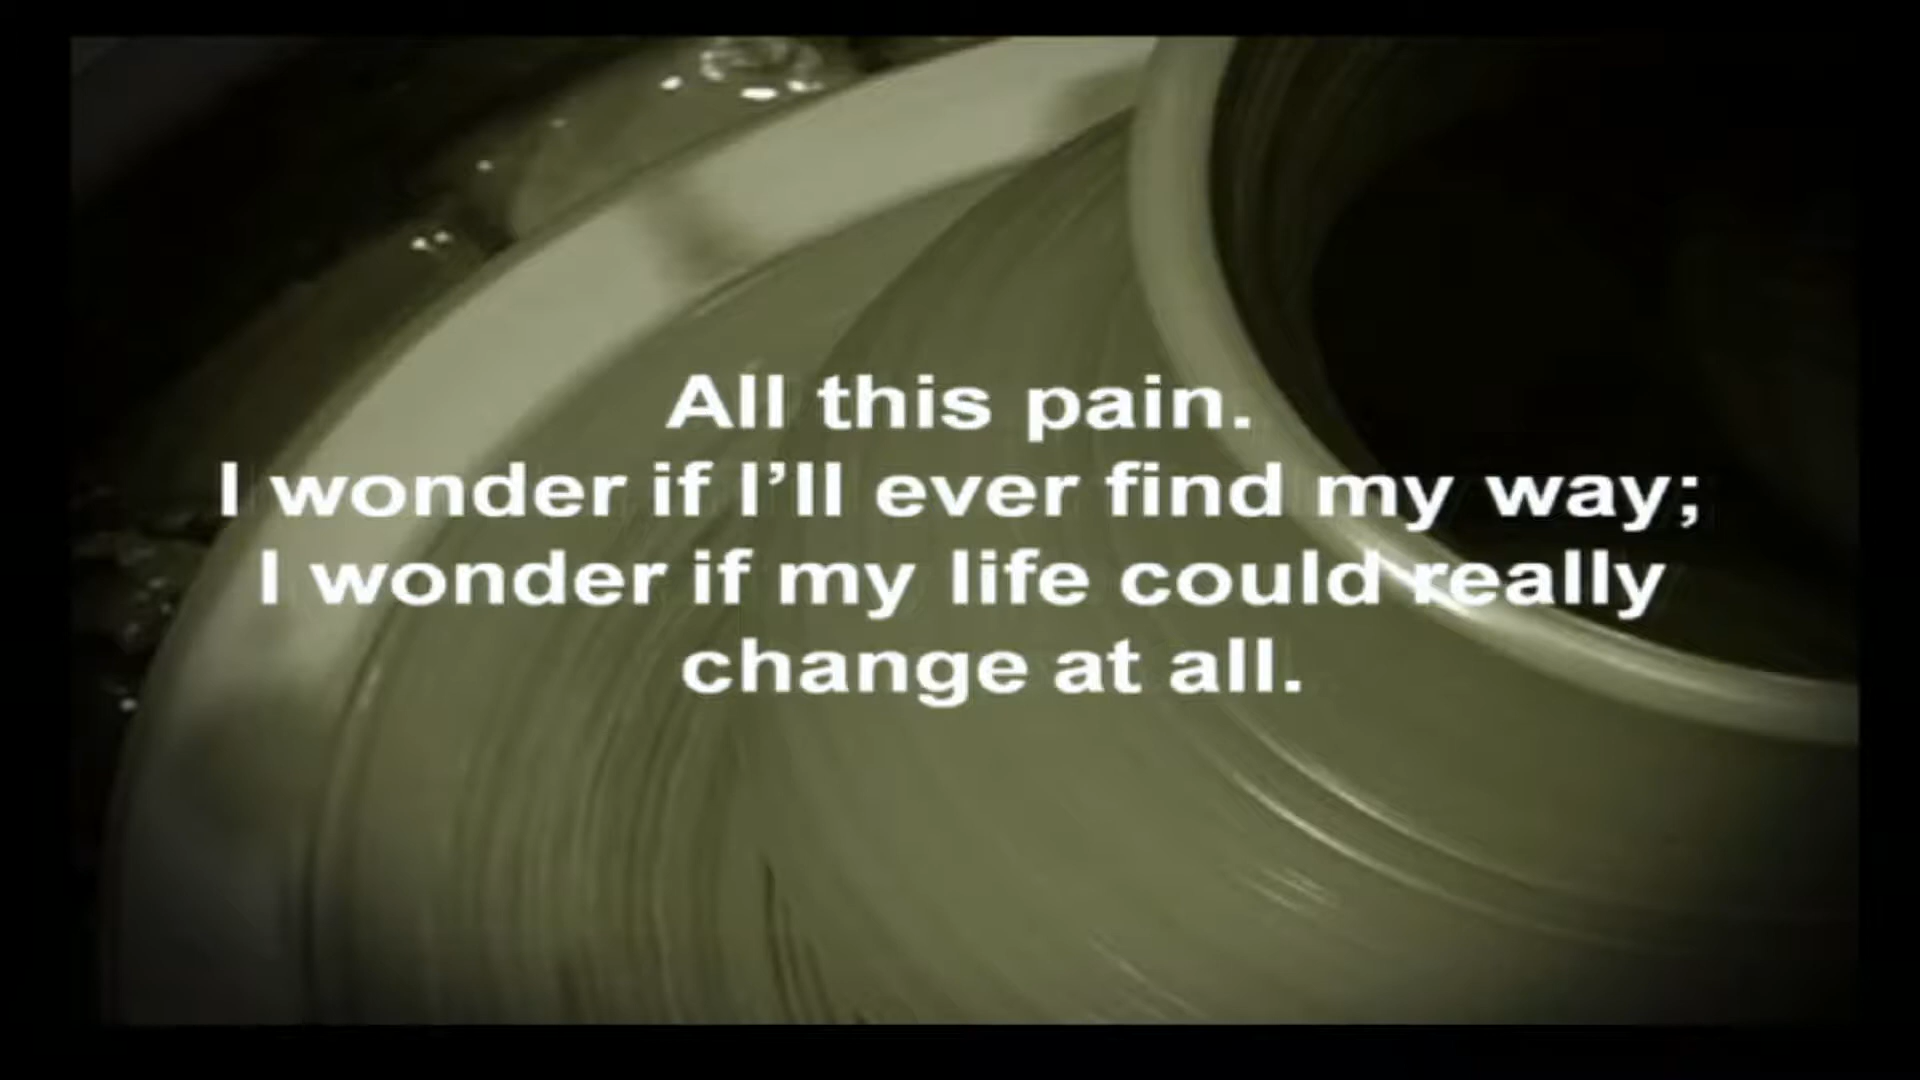 All this pain.
I wonder if I’ll ever find my way;
I wonder if my life could really
change at all.